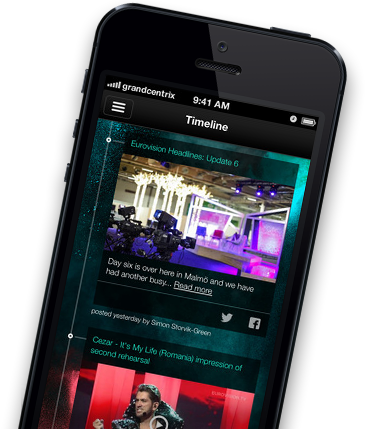 grandcentrix
9:41 AM
Timeline
Eurovision Headlines: Update 6
Day six is over here in Malmö and we have
had another busy... Read more
posted yesterday by Simon Storvik-Green
Cezar - It's My Life (Romania) impression of
second rehearsal